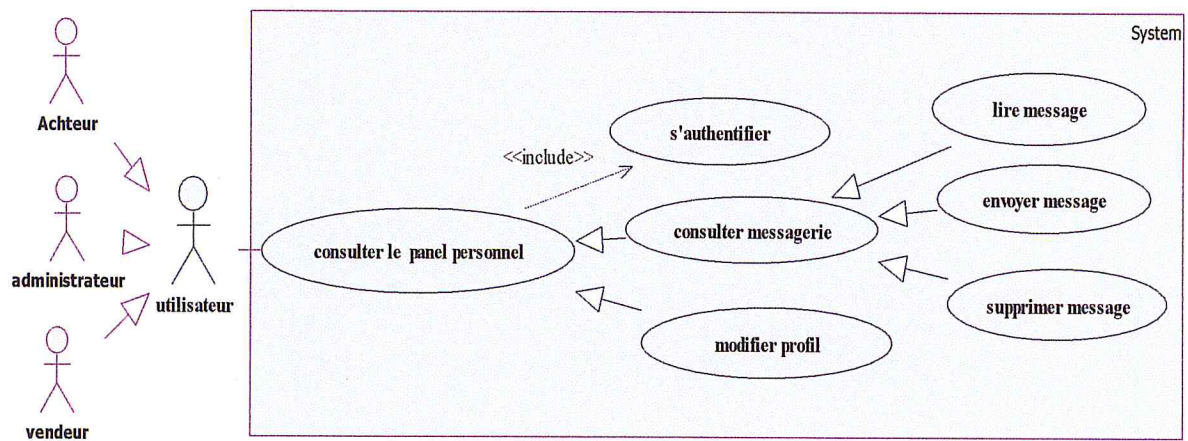 System
Achteur
administrateur
vendeur
utilisateur
consulter le panel personnel
<<include>>
s'authentifier
consulter messagerie
modifier profil
lire message
envoyer message
supprimer message